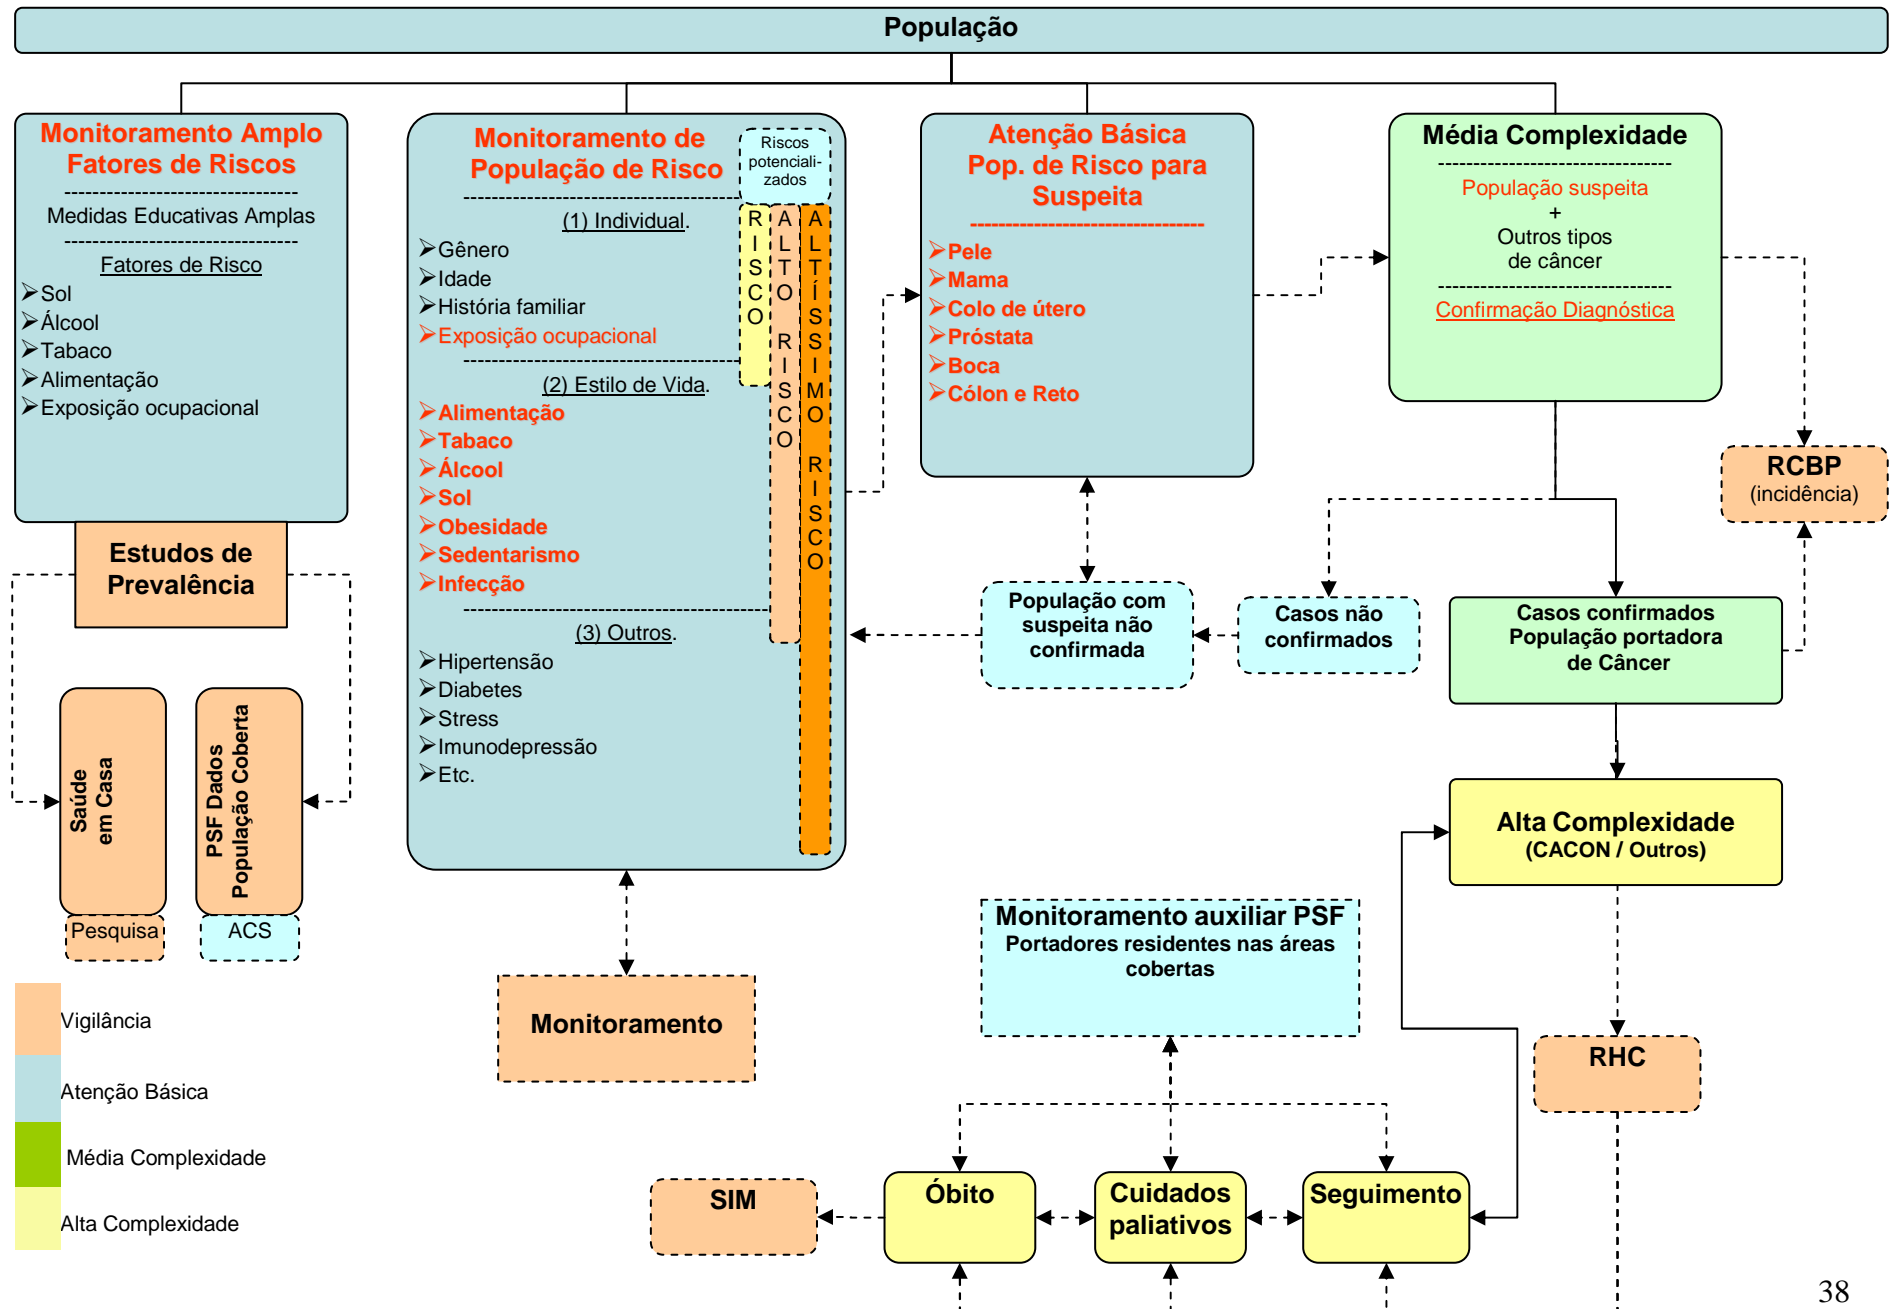 População
Monitoramento Amplo
Fatores de Riscos
Medidas Educativas Amplas
Fatores de Risco
Sol
Álcool
Tabaco
Alimentação
Exposição ocupacional
Estudos de
Prevalência
Saúde
em Casa
Pesquisa
PSF Dados
População Coberta
ACS
Monitoramento de
População de Risco
Riscos
potenciali-
zados
(1) Individual.
Gênero
Idade
História familiar
Exposição ocupacional
(2) Estilo de Vida.
Alimentação
Tabaco
Álcool
Sol
Obesidade
Sedentarismo
Infecção
(3) Outros.
Hipertensão
Diabetes
Stress
Imunodepressão
Etc.
RISCO
ALTO RISCO
ALTÍSSIMO RISCO
Monitoramento
Atenção Básica
Pop. de Risco para
Suspeita
Pele
Mama
Colo de útero
Próstata
Boca
Cólon e Reto
População com
suspeita não
confirmada
Casos não
confirmados
Média Complexidade
População suspeita
+
Outros tipos
de câncer
Confirmação Diagnóstica
RCBP
(incidência)
Casos confirmados
População portadora
de Câncer
Alta Complexidade
(CACON / Outros)
RHC
Monitoramento auxiliar PSF
Portadores residentes nas áreas
cobertas
SIM
Óbito
Cuidados
paliativos
Seguimento
Vigilância
Atenção Básica
Média Complexidade
Alta Complexidade
38